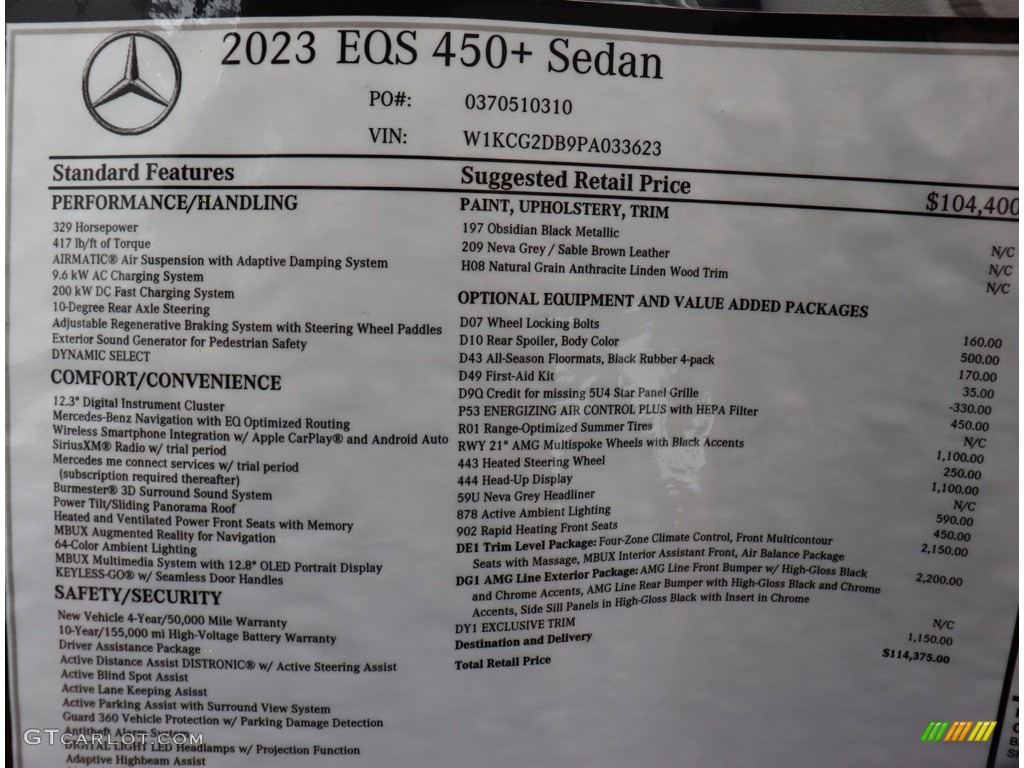 2023 EQS 450+ Sedan
PO#: 0370510310
VIN: W1KCG2DB9PA033623
Standard Features
PERFORMANCE/HANDLING
329 Horsepower
417 lb/ft of Torque
AIRMATIC® Air Suspension with Adaptive Damping System
9.6 kW AC Charging System
200 kW DC Fast Charging System
10-Degree Rear Axle Steering
Adjustable Regenerative Braking System with Steering Wheel Paddles
Exterior Sound Generator for Pedestrian Safety
DYNAMIC SELECT
COMFORT/CONVENIENCE
12.3" Digital Instrument Cluster
Mercedes-Benz Navigation with EQ Optimized Routing
Wireless Smartphone Integration w/ Apple CarPlay® and Android Auto
SiriusXM® Radio w/ trial period
Mercedes me connect services w/ trial period
(subscription required thereafter)
Burmester® 3D Surround Sound System
Power Tilt/Sliding Panorama Roof
Heated and Ventilated Power Front Seats with Memory
MBUX Augmented Reality for Navigation
64-Color Ambient Lighting
MBUX Multimedia System with 12.8" OLED Portrait Display
KEYLESS-GO® w/ Seamless Door Handles
SAFETY/SECURITY
New Vehicle 4-Year/50,000 Mile Warranty
10-Year/155,000 mi High-Voltage Battery Warranty
Driver Assistance Package
Active Distance Assist DISTRONIC® w/ Active Steering Assist
Active Blind Spot Assist
Active Lane Keeping Asisst
Active Parking Assist with Surround View System
Guard 360 Vehicle Protection w/ Parking Damage Detection
Antitheft Alarm System
DIGITAL LIGHT LED Headlamps w/ Projection Function
Adaptive Highbeam Assist
Suggested Retail Price $104,400
PAINT, UPHOLSTERY, TRIM
197 Obsidian Black Metallic N/C
209 Neva Grey / Sable Brown Leather N/C
H08 Natural Grain Anthracite Linden Wood Trim N/C
OPTIONAL EQUIPMENT AND VALUE ADDED PACKAGES
D07 Wheel Locking Bolts 160.00
D10 Rear Spoiler, Body Color 500.00
D43 All-Season Floormats, Black Rubber 4-pack 170.00
D49 First-Aid Kit 35.00
D9Q Credit for missing 5U4 Star Panel Grille -330.00
P53 ENERGIZING AIR CONTROL PLUS with HEPA Filter 450.00
R01 Range-Optimized Summer Tires N/C
RWY 21" AMG Multispoke Wheels with Black Accents 1,100.00
443 Heated Steering Wheel 250.00
444 Head-Up Display 1,100.00
59U Neva Grey Headliner N/C
878 Active Ambient Lighting 590.00
902 Rapid Heating Front Seats 450.00
DE1 Trim Level Package: Four-Zone Climate Control, Front Multicontour 2,150.00
Seats with Massage, MBUX Interior Assistant Front, Air Balance Package
DG1 AMG Line Exterior Package: AMG Line Front Bumper w/ High-Gloss Black 2,200.00
and Chrome Accents, AMG Line Rear Bumper with High-Gloss Black and Chrome
Accents, Side Sill Panels in High-Gloss Black with Insert in Chrome
DY1 EXCLUSIVE TRIM N/C
Destination and Delivery 1,150.00
Total Retail Price $114,375.00
GTcarlot.com